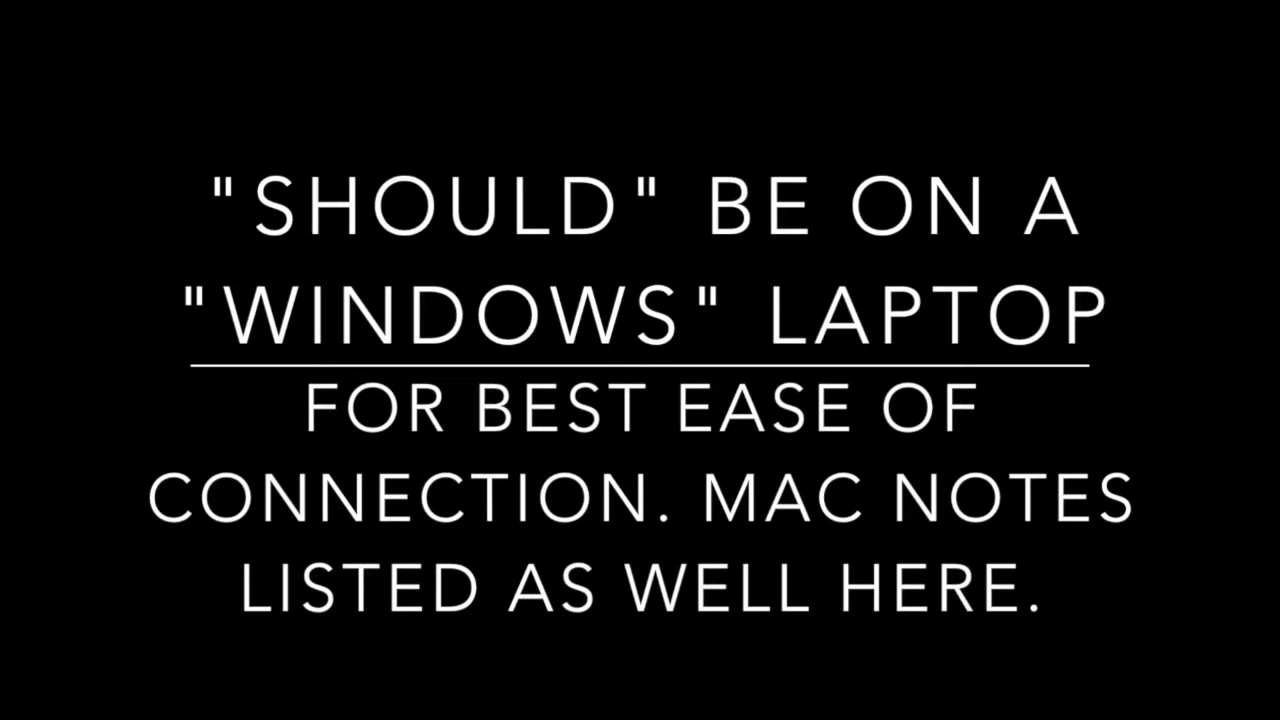 "SHOULD" BE ON A
"WINDOWS" LAPTOP
FOR BEST EASE OF
CONNECTION. MAC NOTES
LISTED AS WELL HERE.